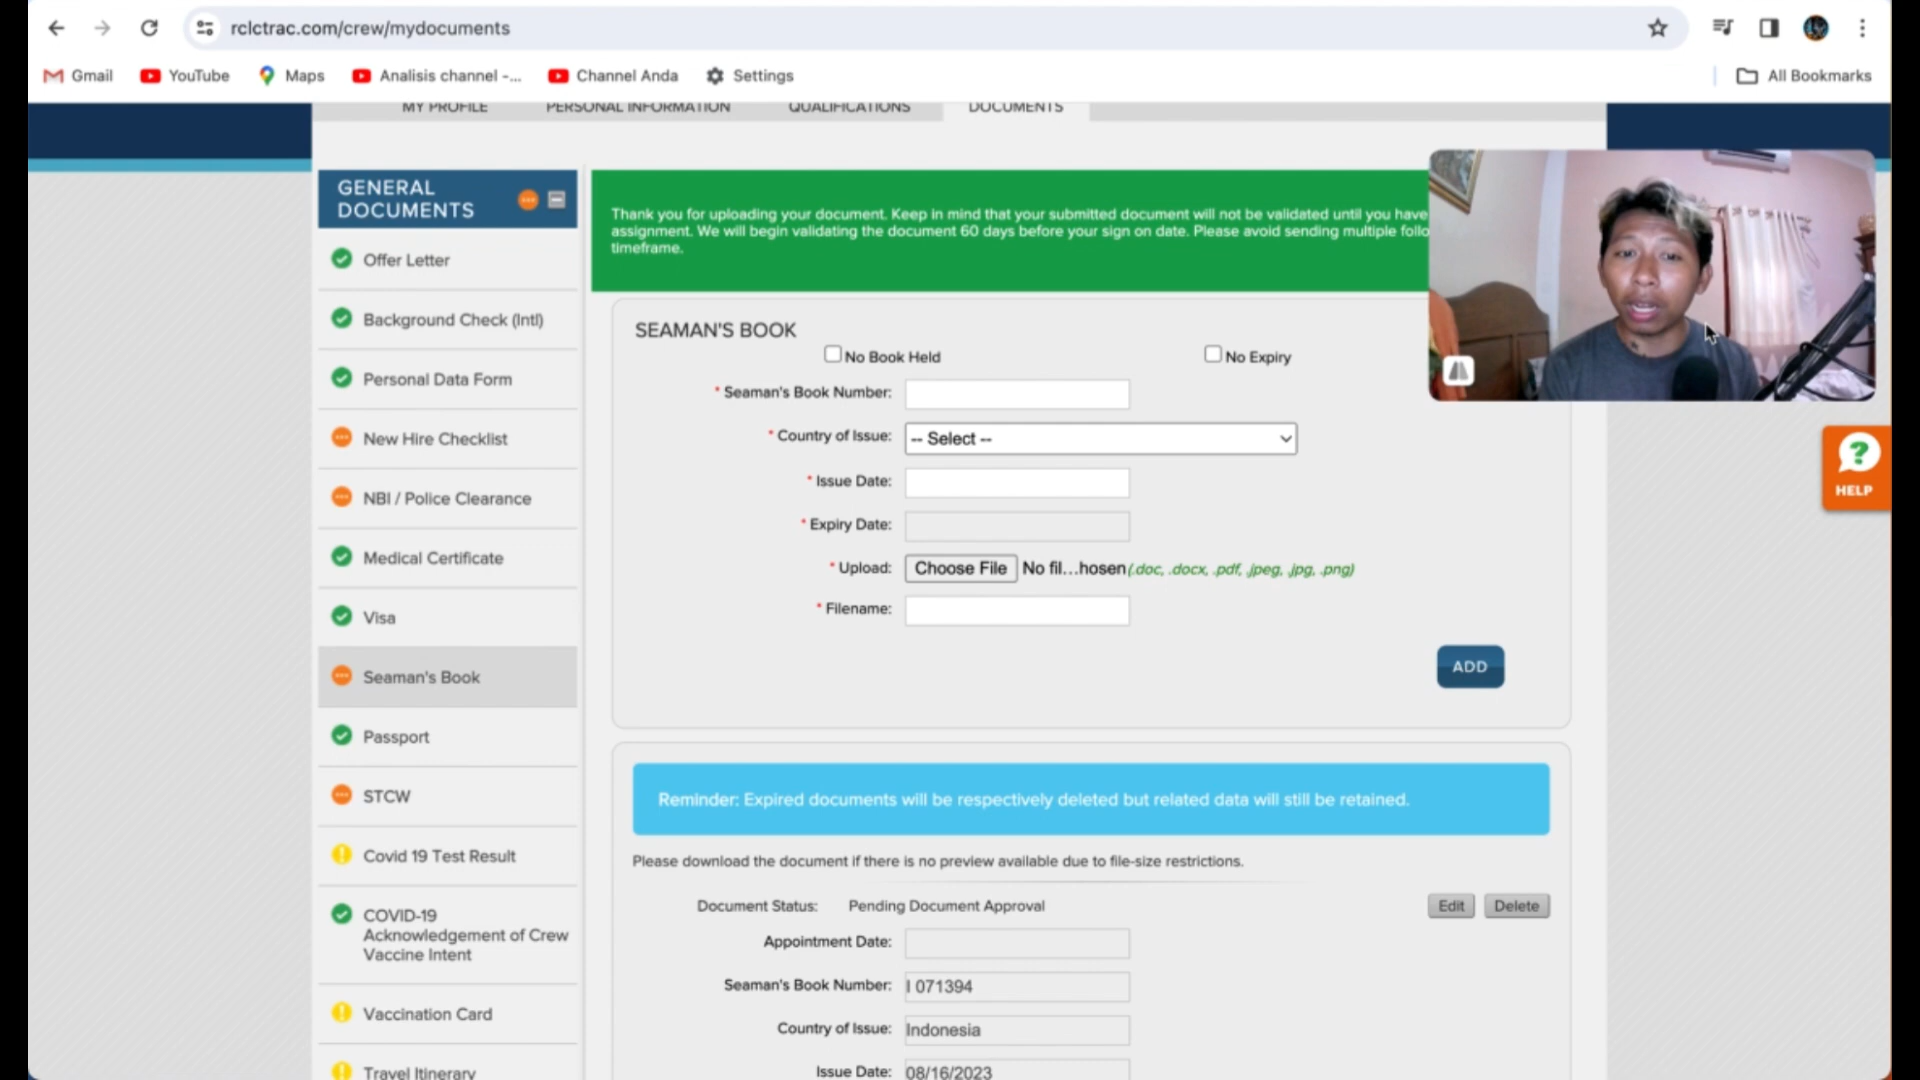 rclctrac.com/crew/mydocuments
Gmail
YouTube
Maps
Analisis channel -...
Channel Anda
Settings
All Bookmarks
MY PROFILE
PERSONAL INFORMATION
QUALIFICATIONS
DOCUMENTS
GENERAL
DOCUMENTS
Offer Letter
Background Check (Intl)
Personal Data Form
New Hire Checklist
NBI / Police Clearance
Medical Certificate
Visa
Seaman's Book
Passport
STCW
Covid 19 Test Result
COVID-19
Acknowledgement of Crew
Vaccine Intent
Vaccination Card
Travel Itinerary
Thank you for uploading your document. Keep in mind that your submitted document will not be validated until you have
assignment. We will begin validating the document 60 days before your sign on date. Please avoid sending multiple follo
timeframe.
SEAMAN'S BOOK
No Book Held
No Expiry
* Seaman's Book Number:
* Country of Issue: -- Select --
* Issue Date:
* Expiry Date:
* Upload: Choose File No fil...hosen (.doc, .docx, .pdf, .jpeg, .jpg, .png)
* Filename:
ADD
?
HELP
Reminder: Expired documents will be respectively deleted but related data will still be retained.
Please download the document if there is no preview available due to file-size restrictions.
Document Status: Pending Document Approval
Edit
Delete
Appointment Date:
Seaman's Book Number: I 071394
Country of Issue: Indonesia
Issue Date: 08/16/2023